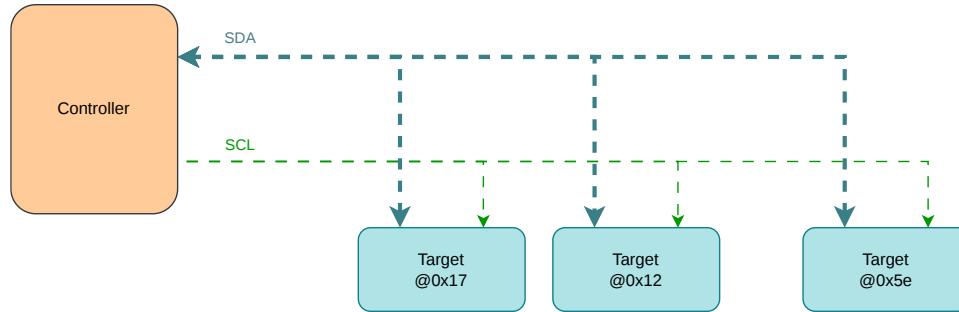 SDA
Controller
SCL
Target
@0x17
Target
@0x12
Target
@0x5e